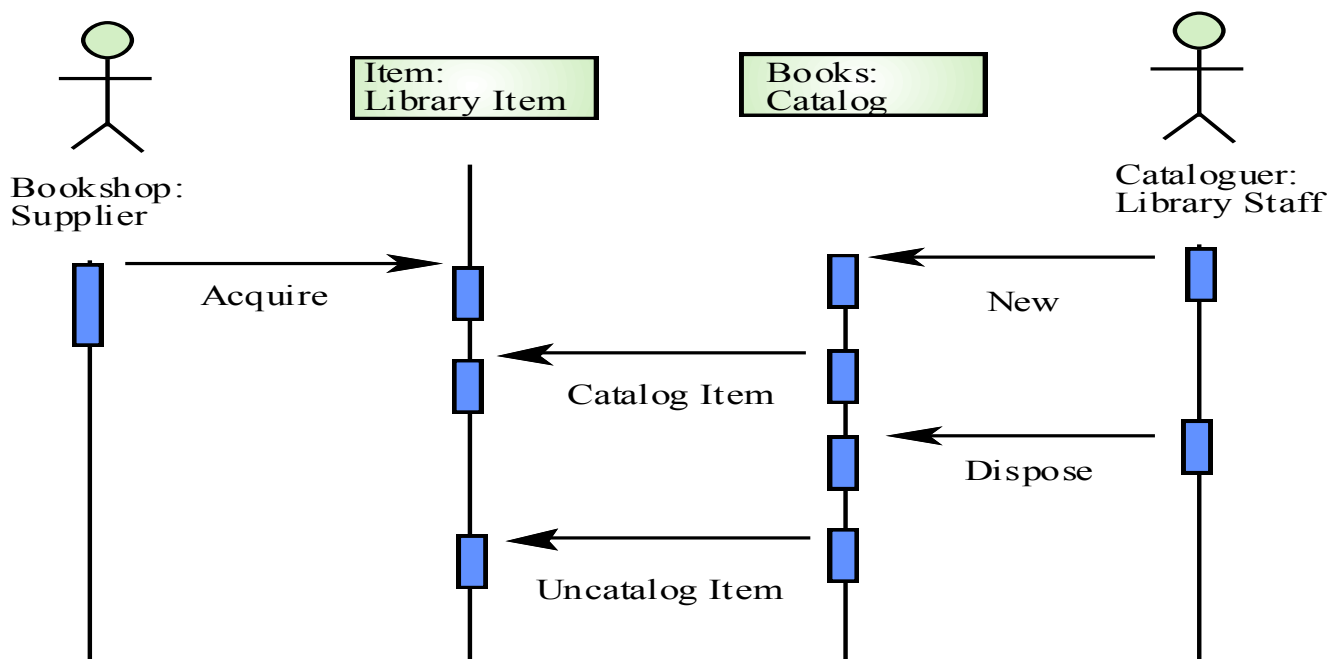 Item:
Library Item
Books:
Catalog
Bookshop:
Supplier
Cataloguer:
Library Staff
Acquire
New
Catalog Item
Dispose
Uncatalog Item